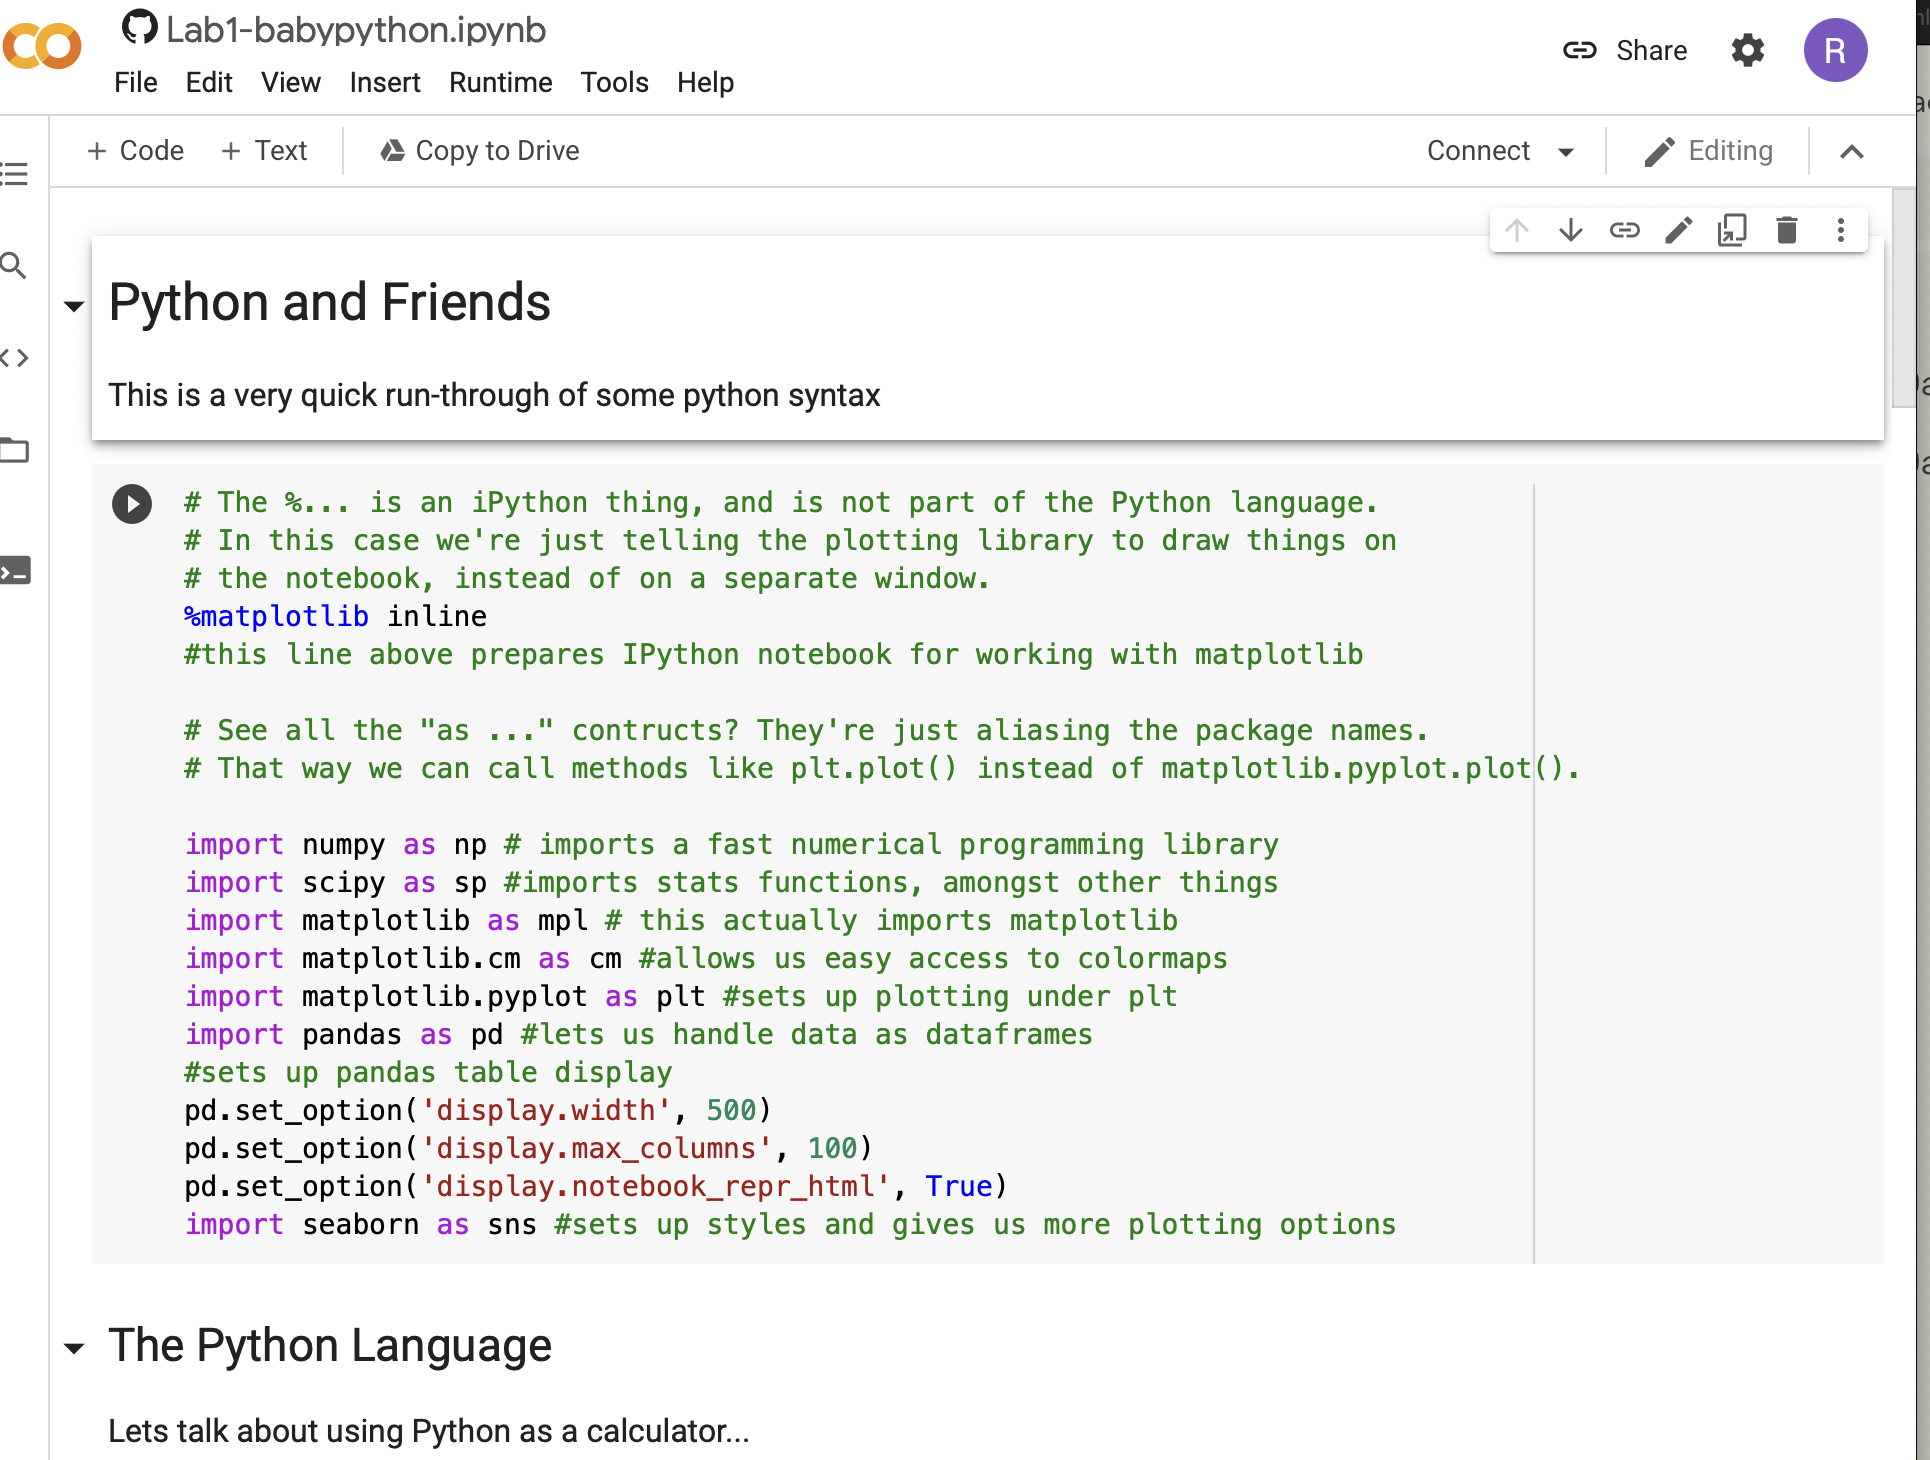 Lab1-babypython.ipynb
File Edit View Insert Runtime Tools Help
Share
R
+ Code + Text Copy to Drive
Connect Editing
Python and Friends
This is a very quick run-through of some python syntax
# The %... is an iPython thing, and is not part of the Python language.
# In this case we're just telling the plotting library to draw things on
# the notebook, instead of on a separate window.
%matplotlib inline
#this line above prepares IPython notebook for working with matplotlib
# See all the "as ..." contructs? They're just aliasing the package names.
# That way we can call methods like plt.plot() instead of matplotlib.pyplot.plot().
import numpy as np # imports a fast numerical programming library
import scipy as sp #imports stats functions, amongst other things
import matplotlib as mpl # this actually imports matplotlib
import matplotlib.cm as cm #allows us easy access to colormaps
import matplotlib.pyplot as plt #sets up plotting under plt
import pandas as pd #lets us handle data as dataframes
#sets up pandas table display
pd.set_option('display.width', 500)
pd.set_option('display.max_columns', 100)
pd.set_option('display.notebook_repr_html', True)
import seaborn as sns #sets up styles and gives us more plotting options
The Python Language
Lets talk about using Python as a calculator...